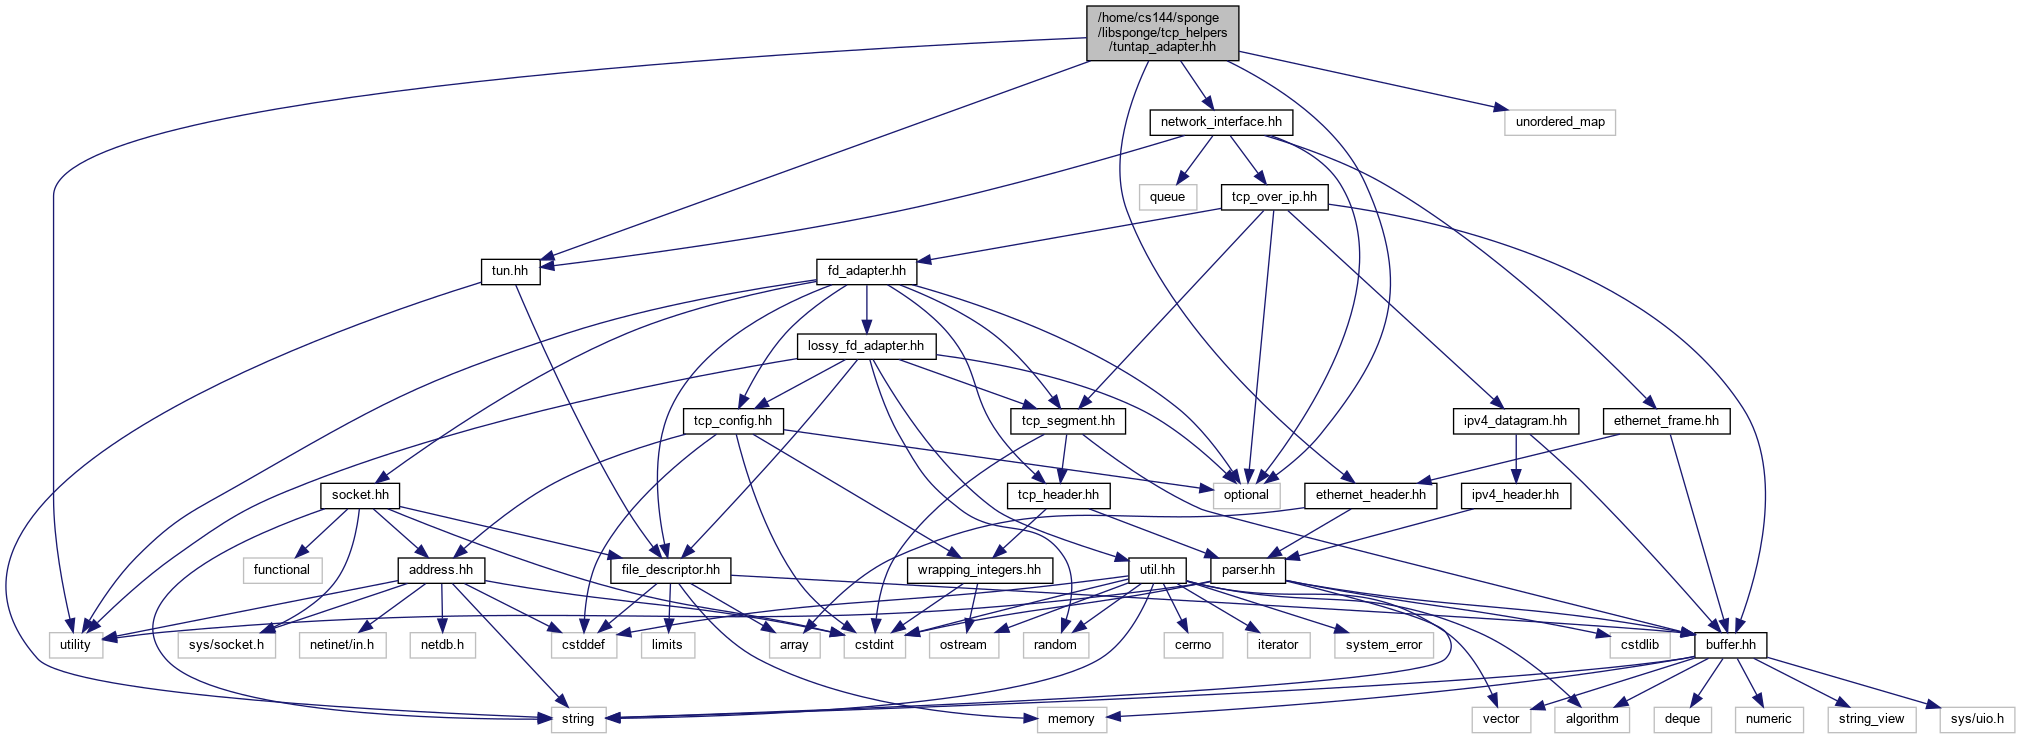 /home/cs144/sponge
/libsponge/tcp_helpers
/tuntap_adapter.hh
network_interface.hh
unordered_map
queue
tcp_over_ip.hh
tun.hh
fd_adapter.hh
lossy_fd_adapter.hh
tcp_config.hh
tcp_segment.hh
ipv4_datagram.hh
ethernet_frame.hh
socket.hh
tcp_header.hh
optional
ethernet_header.hh
ipv4_header.hh
functional
address.hh
file_descriptor.hh
wrapping_integers.hh
util.hh
parser.hh
utility
sys/socket.h
netinet/in.h
netdb.h
cstddef
limits
array
cstdint
ostream
random
cerrno
iterator
system_error
cstdlib
buffer.hh
string
memory
vector
algorithm
deque
numeric
string_view
sys/uio.h